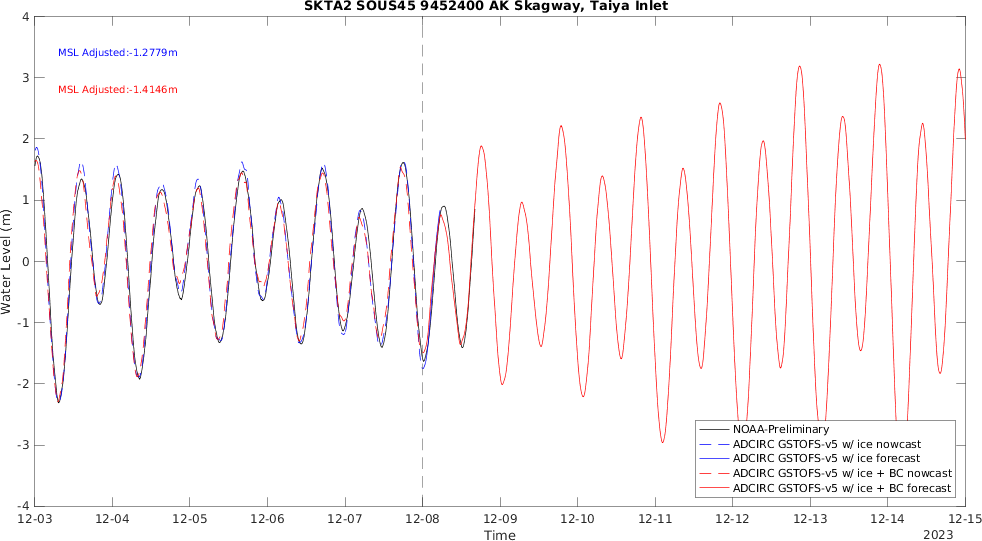 SKTA2 SOUS45 9452400 AK Skagway, Taiya Inlet
MSL Adjusted:-1.2779m
MSL Adjusted:-1.4146m
Water Level (m)
4
3
2
1
0
-1
-2
-3
-4
NOAA-Preliminary
ADCIRC GSTOFS-v5 w/ ice nowcast
ADCIRC GSTOFS-v5 w/ ice forecast
ADCIRC GSTOFS-v5 w/ ice + BC nowcast
ADCIRC GSTOFS-v5 w/ ice + BC forecast
12-03 12-04 12-05 12-06 12-07 12-08 12-09 12-10 12-11 12-12 12-13 12-14 12-15
Time
2023